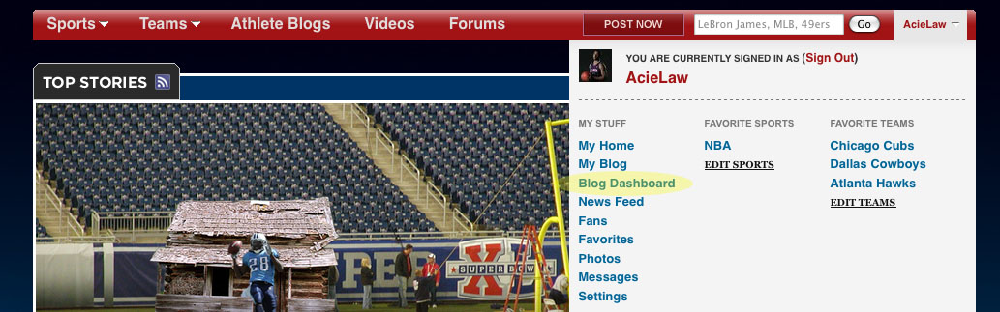 Sports Teams Athlete Blogs Videos Forums POST NOW LeBron James, MLB, 49ers Go AcieLaw
YOU ARE CURRENTLY SIGNED IN AS (Sign Out)
AcieLaw
TOP STORIES
MY STUFF
My Home
My Blog
Blog Dashboard
News Feed
Fans
Favorites
Photos
Messages
Settings
FAVORITE SPORTS
NBA
EDIT SPORTS
FAVORITE TEAMS
Chicago Cubs
Dallas Cowboys
Atlanta Hawks
EDIT TEAMS
28
SUPER BOWL
XL